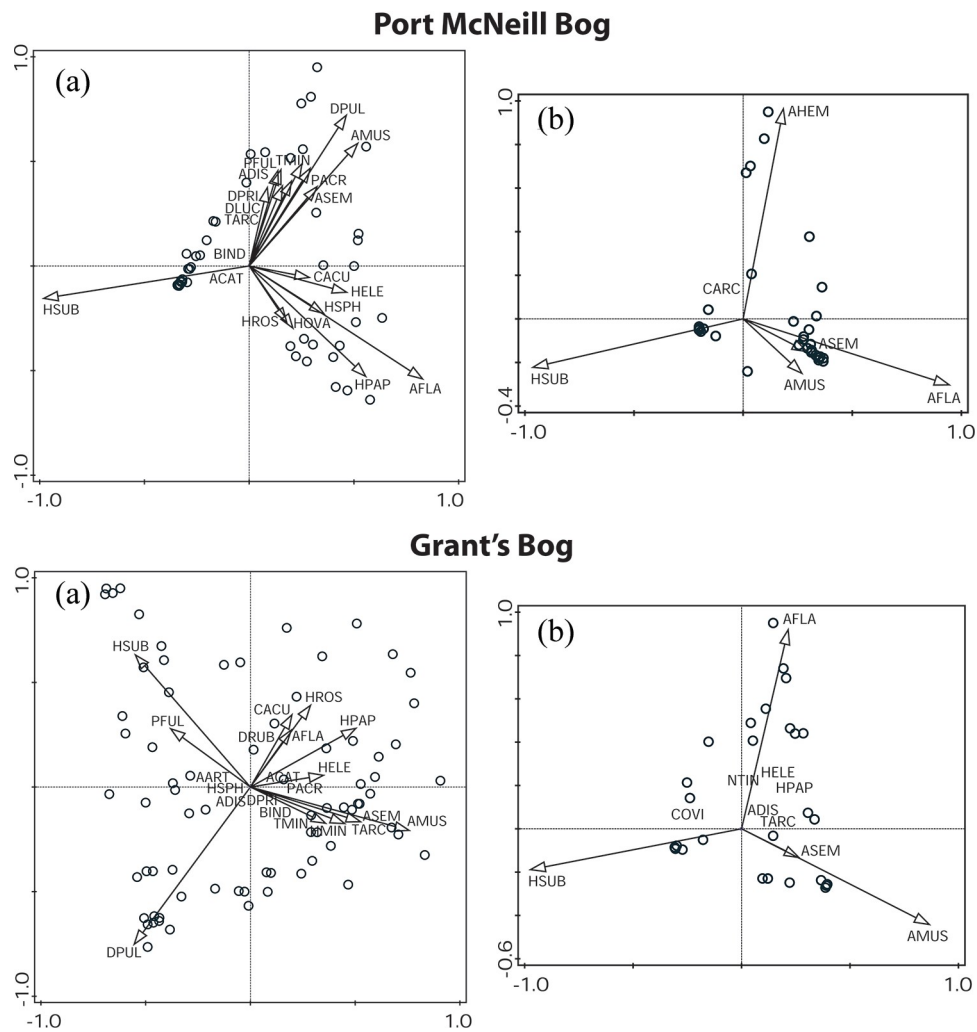 Port McNeill Bog
(a)
1.0
DPUL
AMUS
PFUL TMIN
ADIS
PACR
DPRI
ASEM
DLUC
TARC
BIND
ACAT
CACU
HELE
HSUB
HSPH
HROS
HOVA
HPAP
AFLA
-1.0
-1.0
1.0
(b)
1.0
AHEM
CARC
ASEM
HSUB
AMUS
AFLA
-0.4
-1.0
1.0
Grant's Bog
(a)
1.0
HSUB
HROS
CACU
PFUL
HPAP
DRUB
AFLA
HELE
AART
ACAT
HSPH
PACR
ADIS
DPRI
BIND
ASEM
TMIN
HMIN
TARC
AMUS
DPUL
-1.0
-1.0
1.0
(b)
1.0
AFLA
HELE
NTIN
HPAP
COVI
ADIS
TARC
ASEM
HSUB
AMUS
-0.6
-1.0
1.0